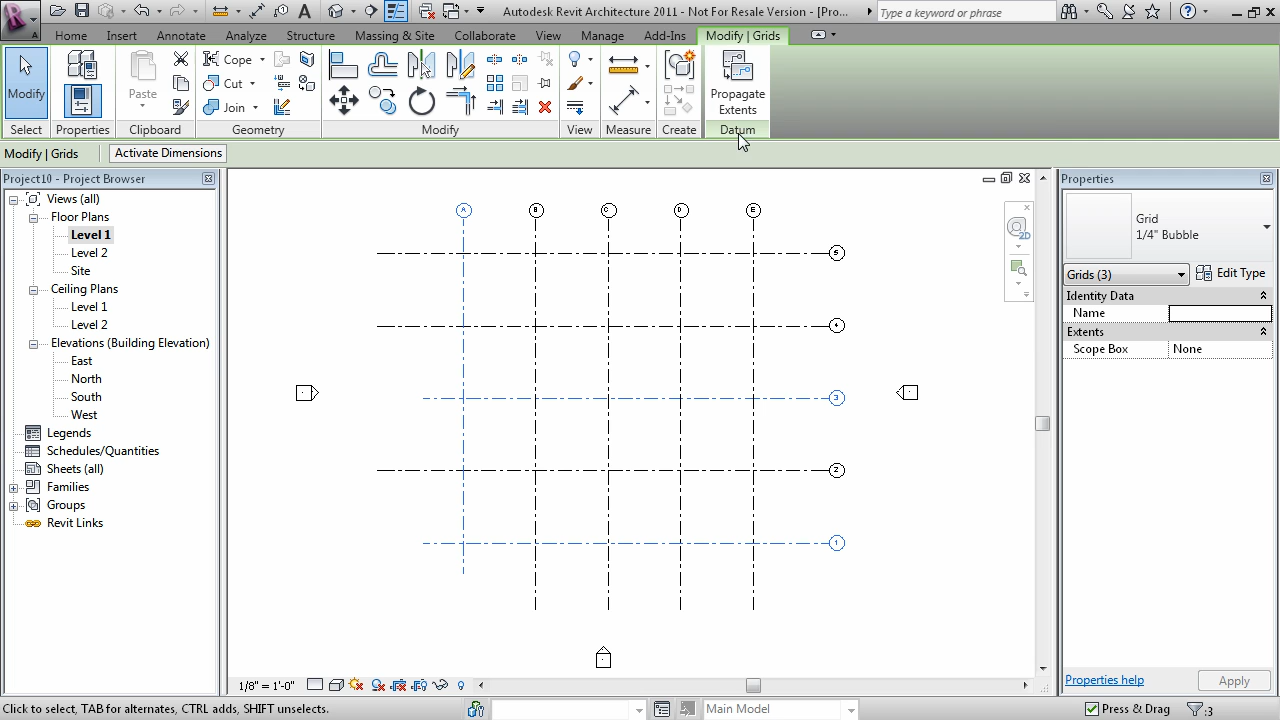 Autodesk Revit Architecture 2011 - Not For Resale Version - [Pro...
Type a keyword or phrase
Home Insert Annotate Analyze Structure Massing & Site Collaborate View Manage Add-Ins Modify | Grids
Modify
Paste
Cope
Cut
Join
Propagate
Extents
Select Properties Clipboard Geometry Modify View Measure Create Datum
Modify | Grids Activate Dimensions
Project10 - Project Browser
Views (all)
Floor Plans
Level 1
Level 2
Site
Ceiling Plans
Level 1
Level 2
Elevations (Building Elevation)
East
North
South
West
Legends
Schedules/Quantities
Sheets (all)
Families
Groups
Revit Links
A B C D E
5
4
3
2
1
2D
1/8" = 1'-0"
Properties
Grid
1/4" Bubble
Grids (3) Edit Type
Identity Data
Name
Extents
Scope Box None
Properties help Apply
Click to select, TAB for alternates, CTRL adds, SHIFT unselects.
Main Model
Press & Drag
:3